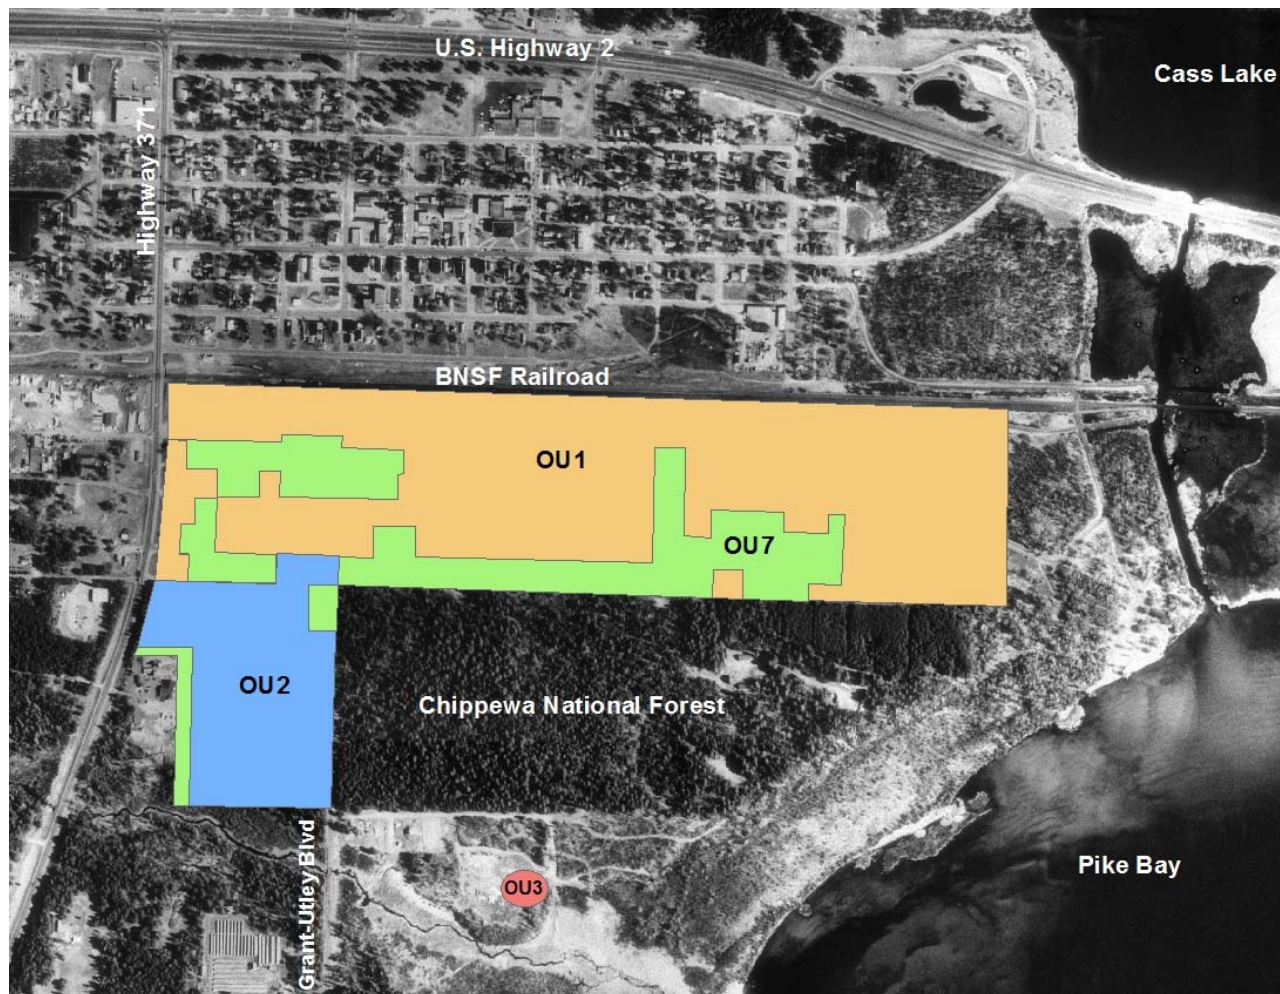 U.S. Highway 2
Cass Lake
Highway 371
BNSF Railroad
OU1
OU7
OU2
Chippewa National Forest
Pike Bay
OU3
Grant-Utley Blvd